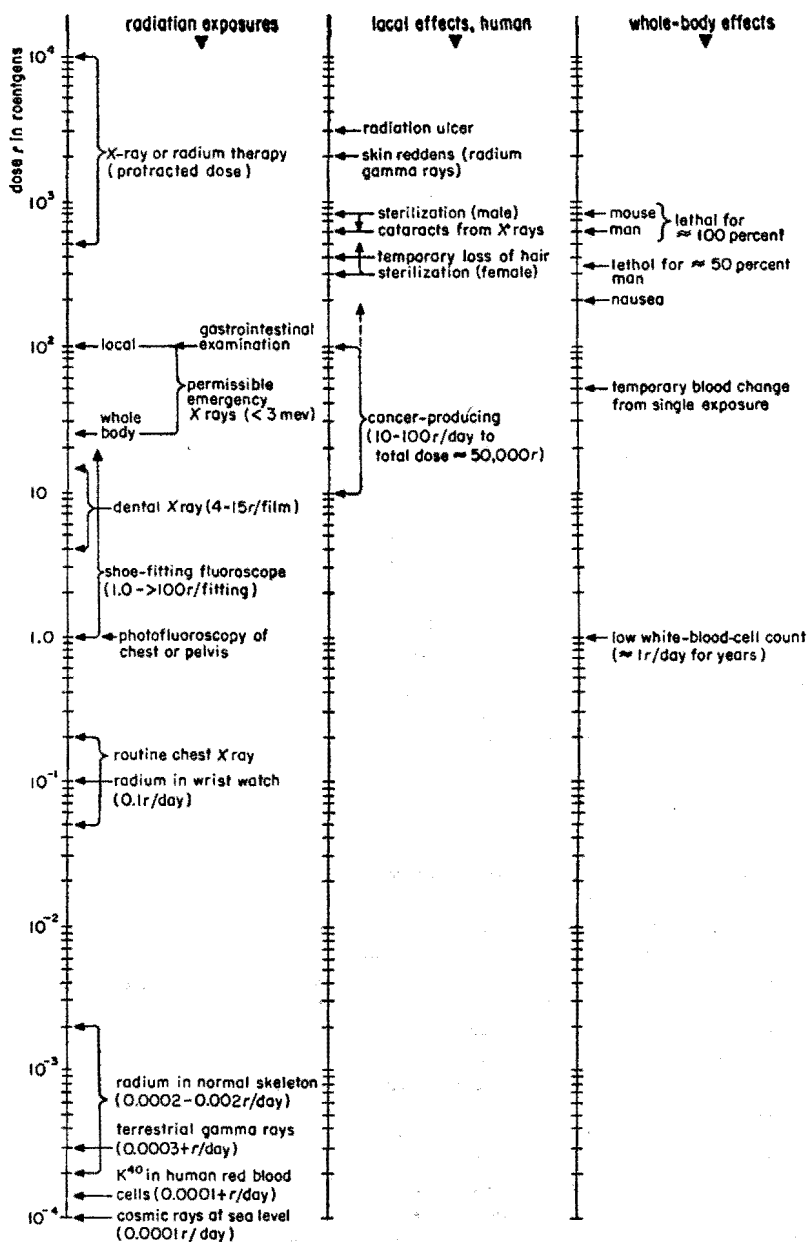 radiation exposures
local effects, human
whole-body effects
dose r in roentgens
10⁴
10³
10²
10
1.0
10⁻¹
10⁻²
10⁻³
10⁻⁴
X-ray or radium therapy
(protracted dose)
local
gastrointestinal
examination
permissible
emergency
X rays (< 3 mev)
whole
body
dental X ray (4-15r/film)
shoe-fitting fluoroscope
(1.0 ->100r/fitting)
photofluoroscopy of
chest or pelvis
routine chest X ray
radium in wrist watch
(0.1r/day)
radium in normal skeleton
(0.0002-0.002r/day)
terrestrial gamma rays
(0.0003+r/day)
K⁴⁰ in human red blood
cells (0.0001+r/day)
cosmic rays at sea level
(0.0001r/day)
radiation ulcer
skin reddens (radium
gamma rays)
sterilization (male)
cataracts from X rays
temporary loss of hair
sterilization (female)
cancer-producing
(10-100r/day to
total dose ≈ 50,000r)
mouse
man
lethal for
≈ 100 percent
lethol for ≈ 50 percent
man
nausea
temporary blood change
from single exposure
low white-blood-cell count
(≈ 1r/day for years)